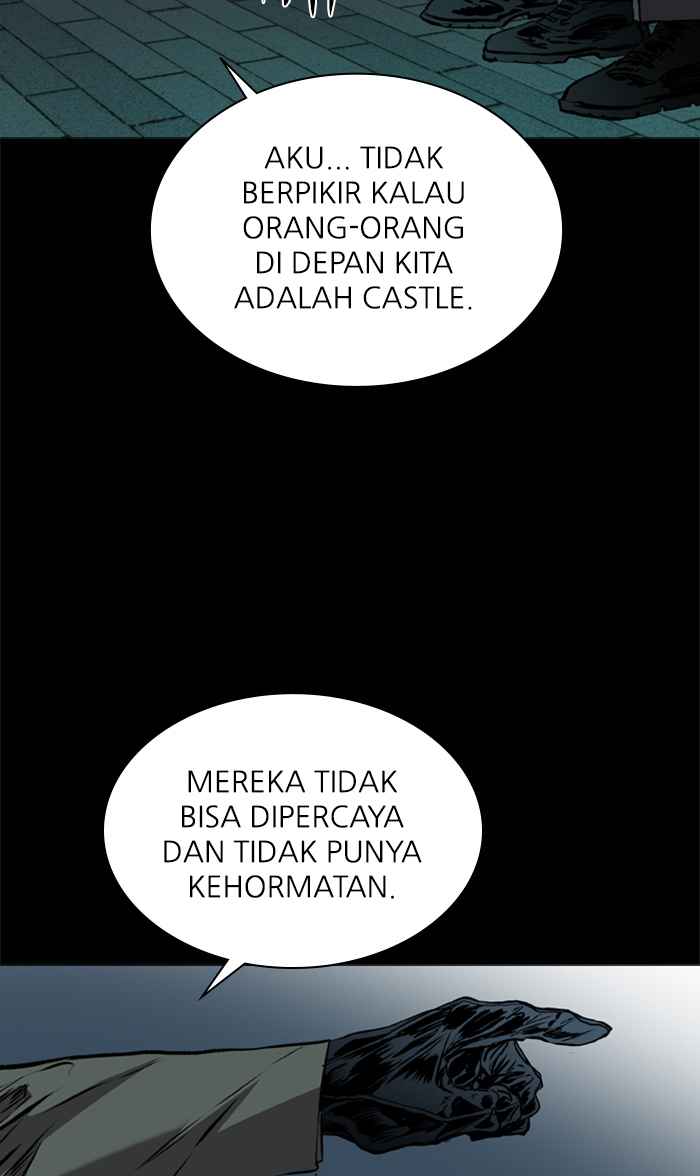 AKU... TIDAK
BERPIKIR KALAU
ORANG-ORANG
DI DEPAN KITA
ADALAH CASTLE.
MEREKA TIDAK
BISA DIPERCAYA
DAN TIDAK PUNYA
KEHORMATAN.